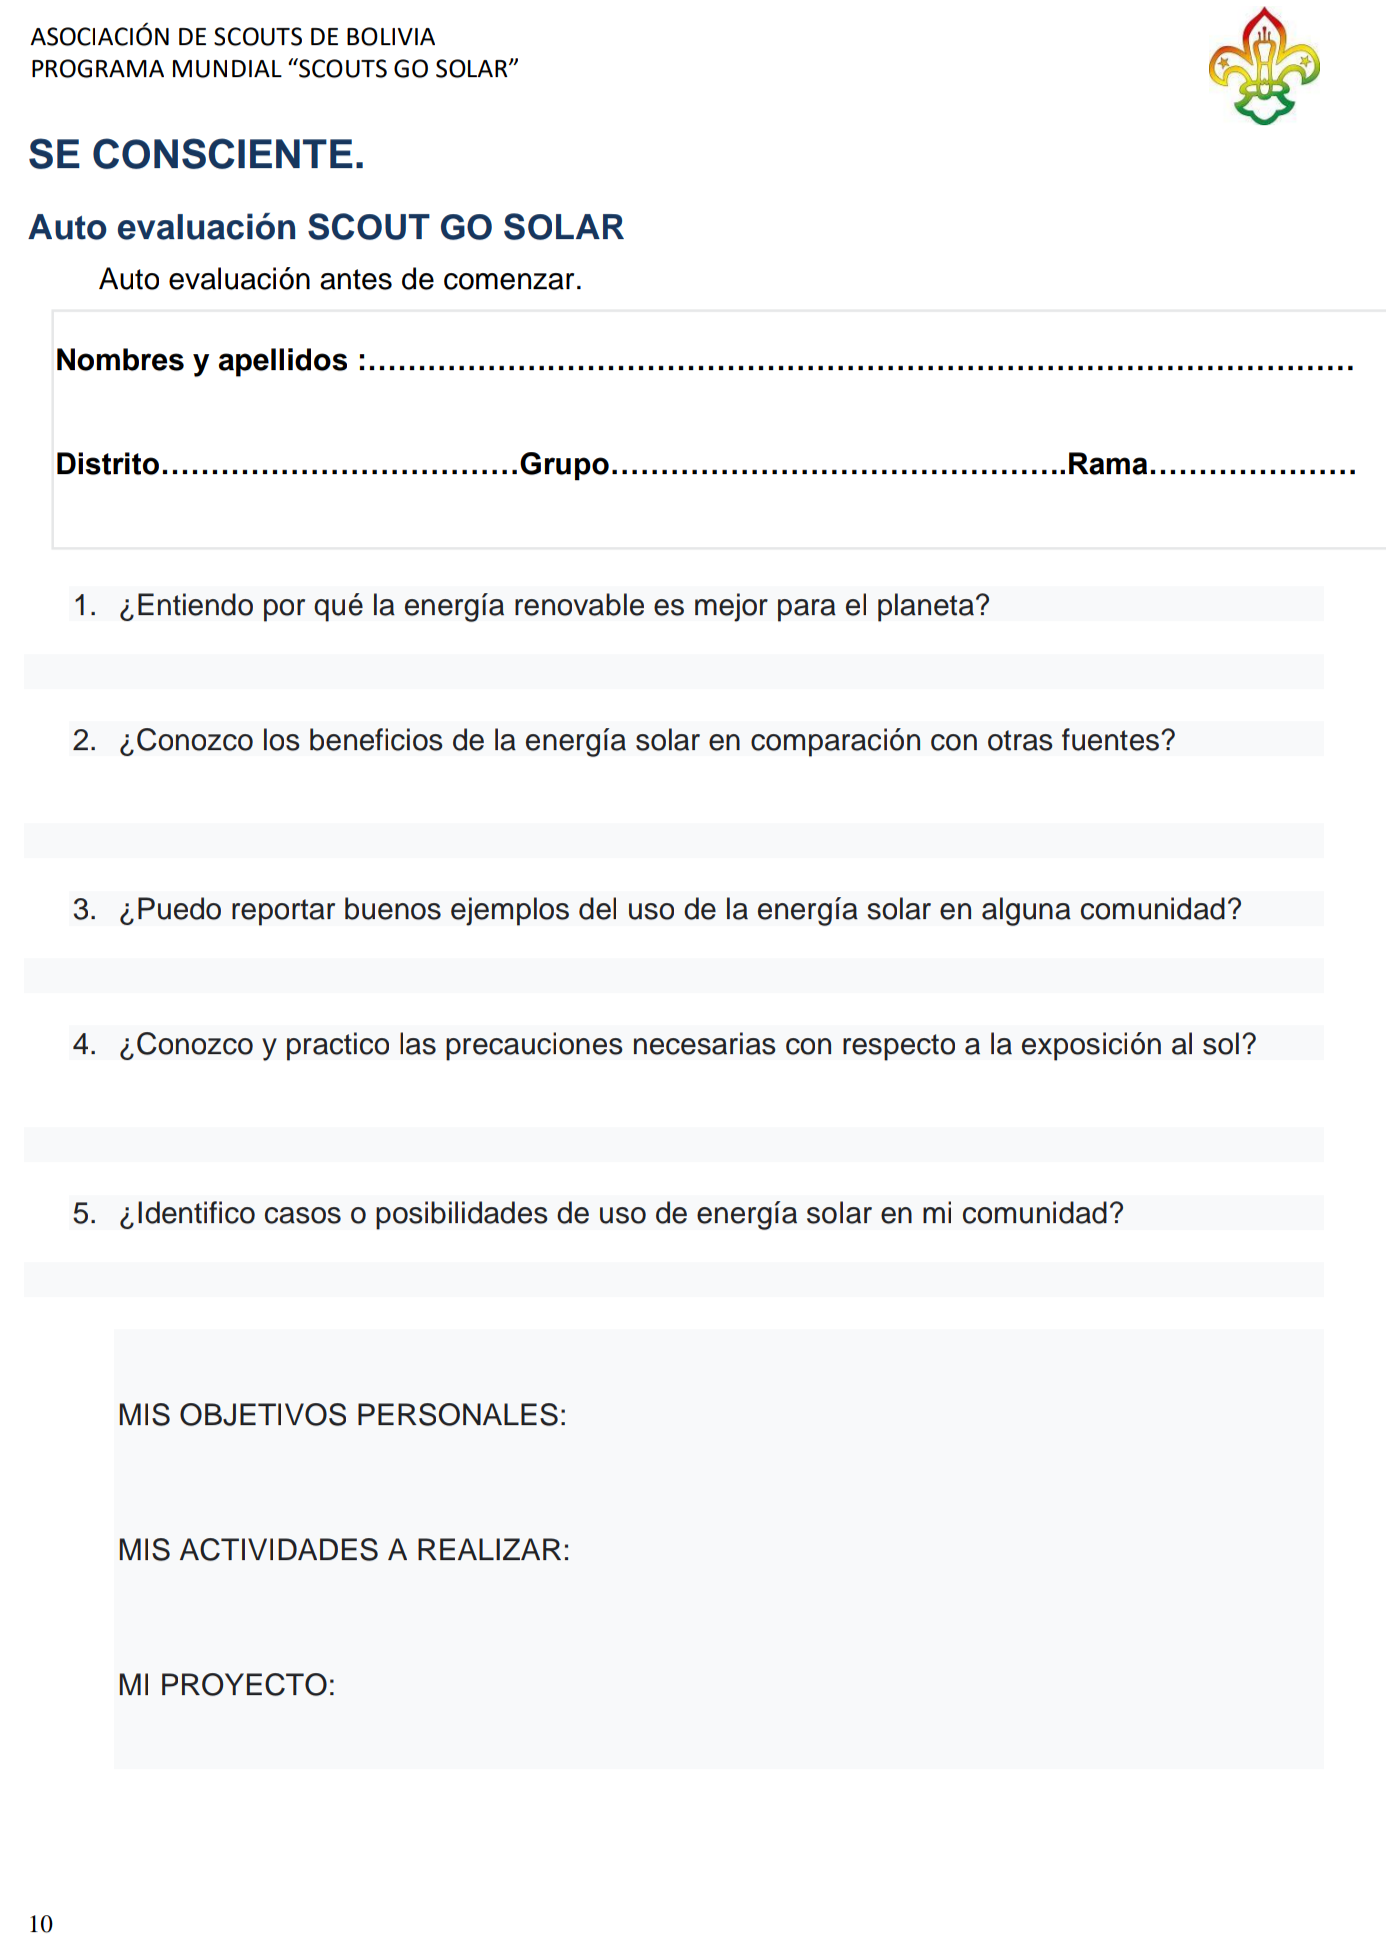 ASOCIACIÓN DE SCOUTS DE BOLIVIA
PROGRAMA MUNDIAL “SCOUTS GO SOLAR”
SE CONSCIENTE.
Auto evaluación SCOUT GO SOLAR
Auto evaluación antes de comenzar.
Nombres y apellidos :………………………………………………………………………………………
Distrito………………………………Grupo……………………………………….Rama…………………
1. ¿Entiendo por qué la energía renovable es mejor para el planeta?
2. ¿Conozco los beneficios de la energía solar en comparación con otras fuentes?
3. ¿Puedo reportar buenos ejemplos del uso de la energía solar en alguna comunidad?
4. ¿Conozco y practico las precauciones necesarias con respecto a la exposición al sol?
5. ¿Identifico casos o posibilidades de uso de energía solar en mi comunidad?
MIS OBJETIVOS PERSONALES:
MIS ACTIVIDADES A REALIZAR:
MI PROYECTO:
10